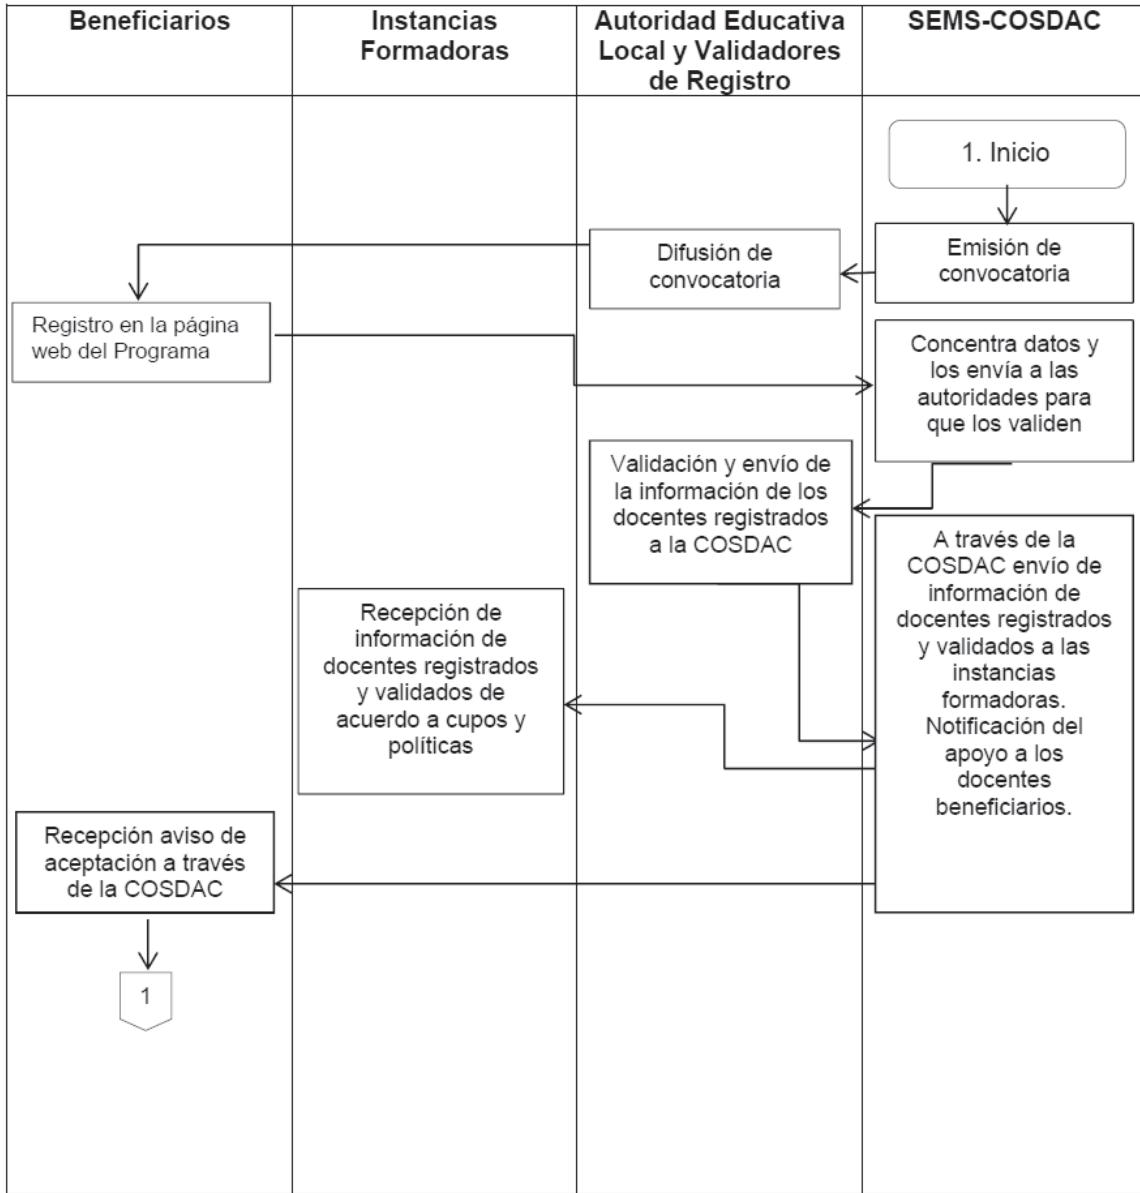 Beneficiarios
Instancias
Formadoras
Autoridad Educativa
Local y Validadores
de Registro
SEMS-COSDAC
1. Inicio
Emisión de
convocatoria
Difusión de
convocatoria
Registro en la página
web del Programa
Concentra datos y
los envía a las
autoridades para
que los validen
Validación y envío de
la información de los
docentes registrados
a la COSDAC
A través de la
COSDAC envío de
información de
docentes registrados
y validados a las
instancias
formadoras.
Notificación del
apoyo a los
docentes
beneficiarios.
Recepción de
información de
docentes registrados
y validados de
acuerdo a cupos y
políticas
Recepción aviso de
aceptación a través
de la COSDAC
1